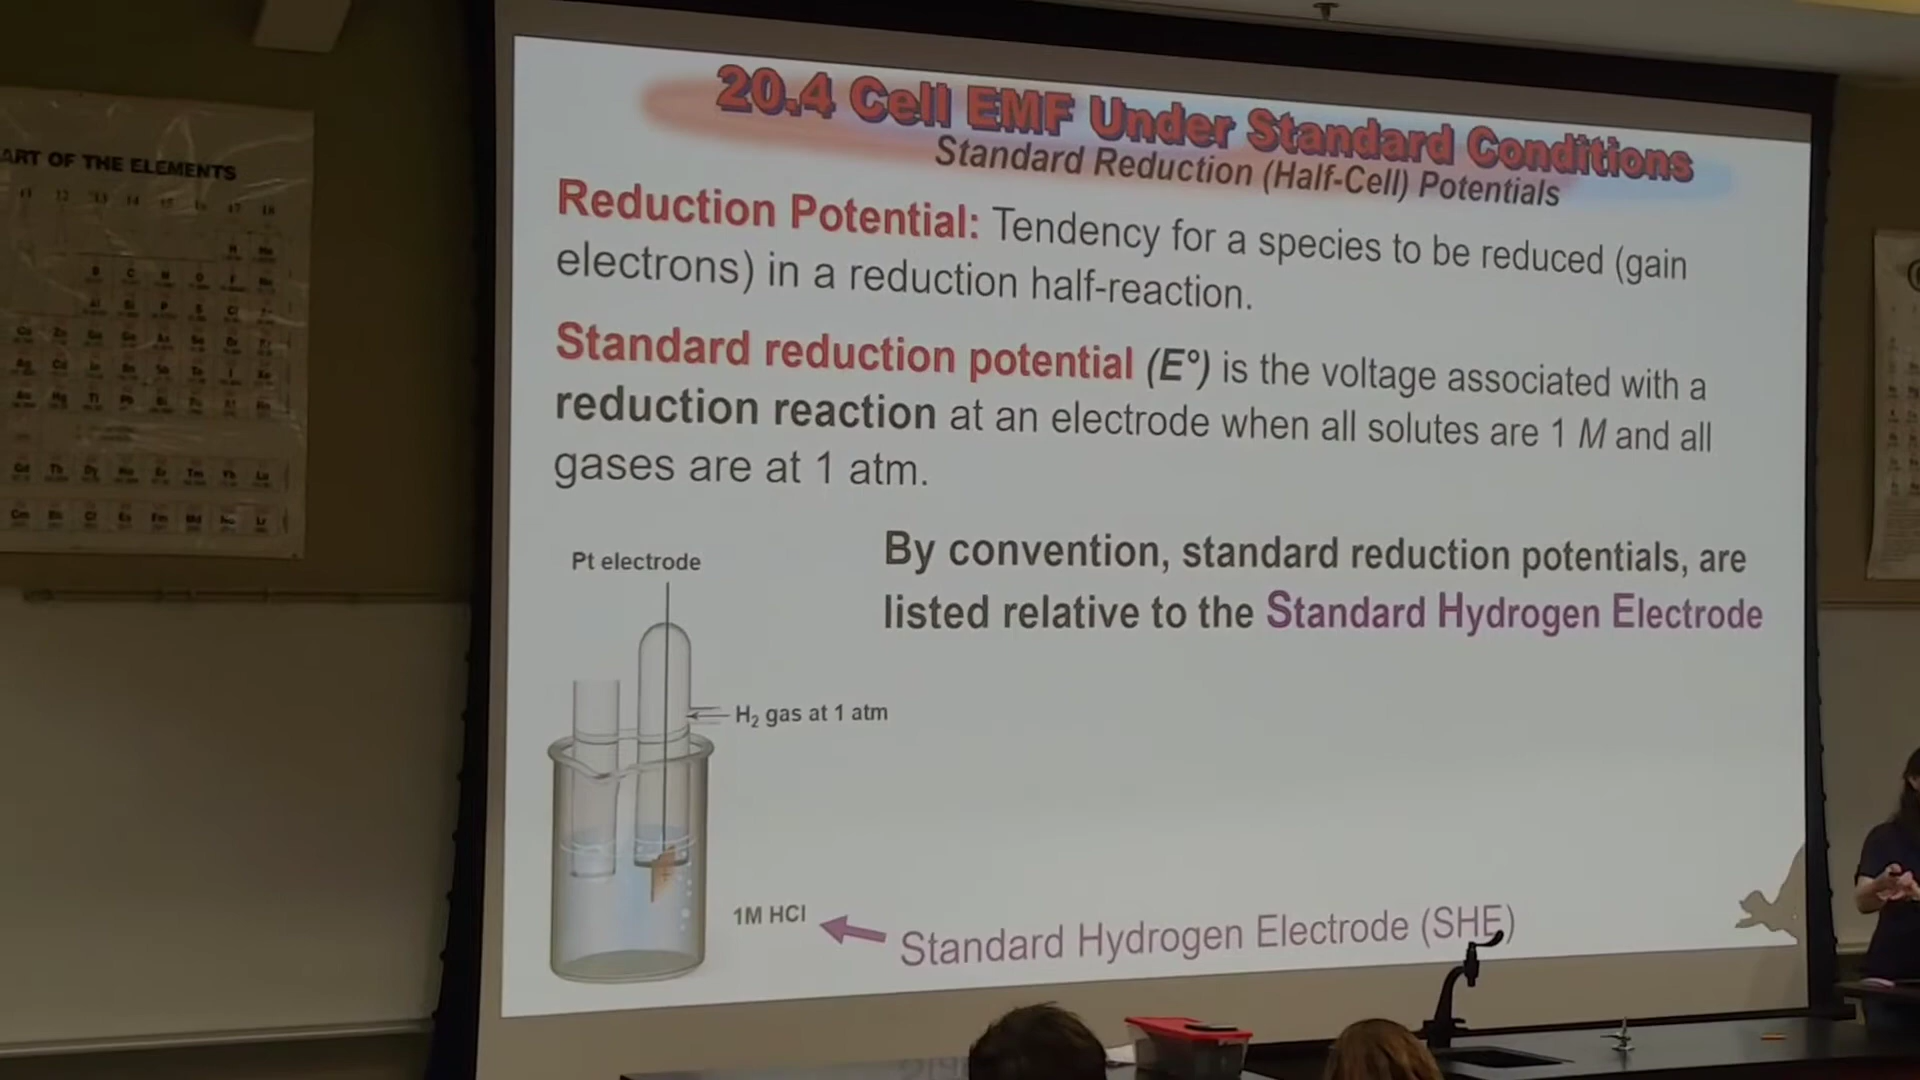 ART OF THE ELEMENTS
20.4 Cell EMF Under Standard Conditions
Standard Reduction (Half-Cell) Potentials
Reduction Potential: Tendency for a species to be reduced (gain
electrons) in a reduction half-reaction.
Standard reduction potential (E°) is the voltage associated with a
reduction reaction at an electrode when all solutes are 1 M and all
gases are at 1 atm.
By convention, standard reduction potentials, are
listed relative to the Standard Hydrogen Electrode
Pt electrode
H₂ gas at 1 atm
1M HCl
Standard Hydrogen Electrode (SHE)